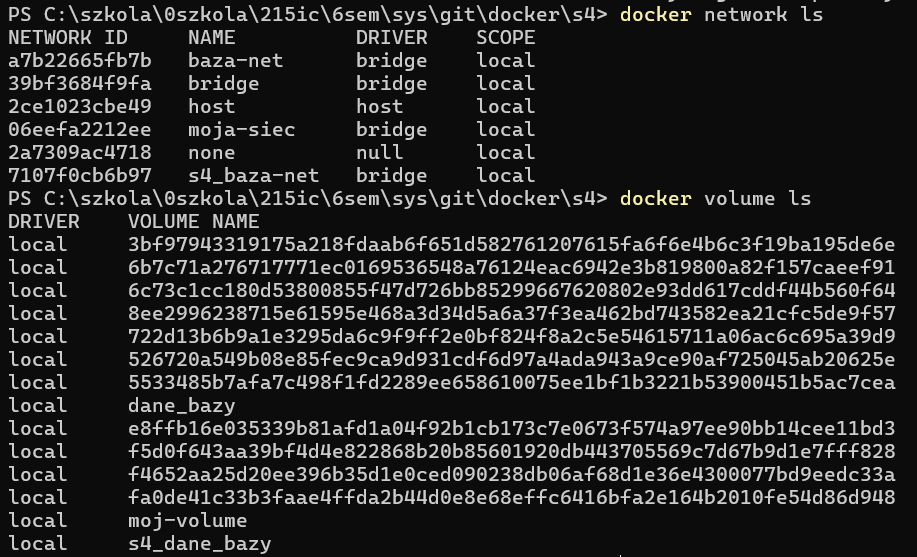 PS C:\szkola\0szkola\215ic\6sem\sys\git\docker\s4> docker network ls
NETWORK ID     NAME          DRIVER    SCOPE
a7b22665fb7b   baza-net      bridge    local
39bf3684f9fa   bridge        bridge    local
2ce1023cbe49   host          host      local
06eefa2212ee   moja-siec     bridge    local
2a7309ac4718   none          null      local
7107f0cb6b97   s4_baza-net   bridge    local
PS C:\szkola\0szkola\215ic\6sem\sys\git\docker\s4> docker volume ls
DRIVER    VOLUME NAME
local     3bf97943319175a218fdaab6f651d582761207615fa6f6e4b6c3f19ba195de6e
local     6b7c71a276717771ec0169536548a76124eac6942e3b819800a82f157caeef91
local     6c73c1cc180d53800855f47d726bb85299667620802e93dd617cddf44b560f64
local     8ee2996238715e61595e468a3d34d5a6a37f3ea462bd743582ea21cfc5de9f57
local     722d13b6b9a1e3295da6c9f9ff2e0bf824f8a2c5e54615711a06ac6c695a39d9
local     526720a549b08e85fec9ca9d931cdf6d97a4ada943a9ce90af725045ab20625e
local     5533485b7afa7c498f1fd2289ee658610075ee1bf1b3221b53900451b5ac7cea
local     dane_bazy
local     e8ffb16e035339b81afd1a04f92b1cb173c7e0673f574a97ee90bb14cee11bd3
local     f5d0f643aa39bf4d4e822868b20b85601920db443705569c7d67b9d1e7fff828
local     f4652aa25d20ee396b35d1e0ced090238db06af68d1e36e4300077bd9eedc33a
local     fa0de41c33b3faae4ffda2b44d0e8e68effc6416bfa2e164b2010fe54d86d948
local     moj-volume
local     s4_dane_bazy